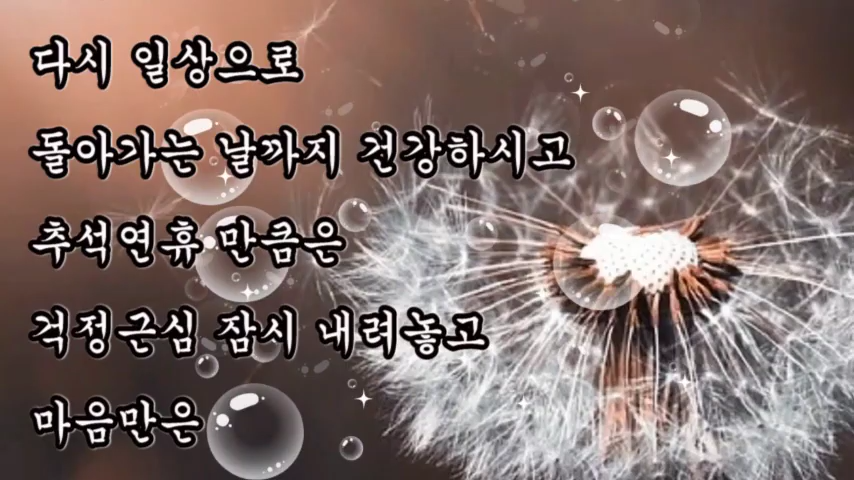 다시 일상으로
돌아가는 날까지 건강하시고
추석연휴 만큼은
걱정근심 잠시 내려놓고
마음만은